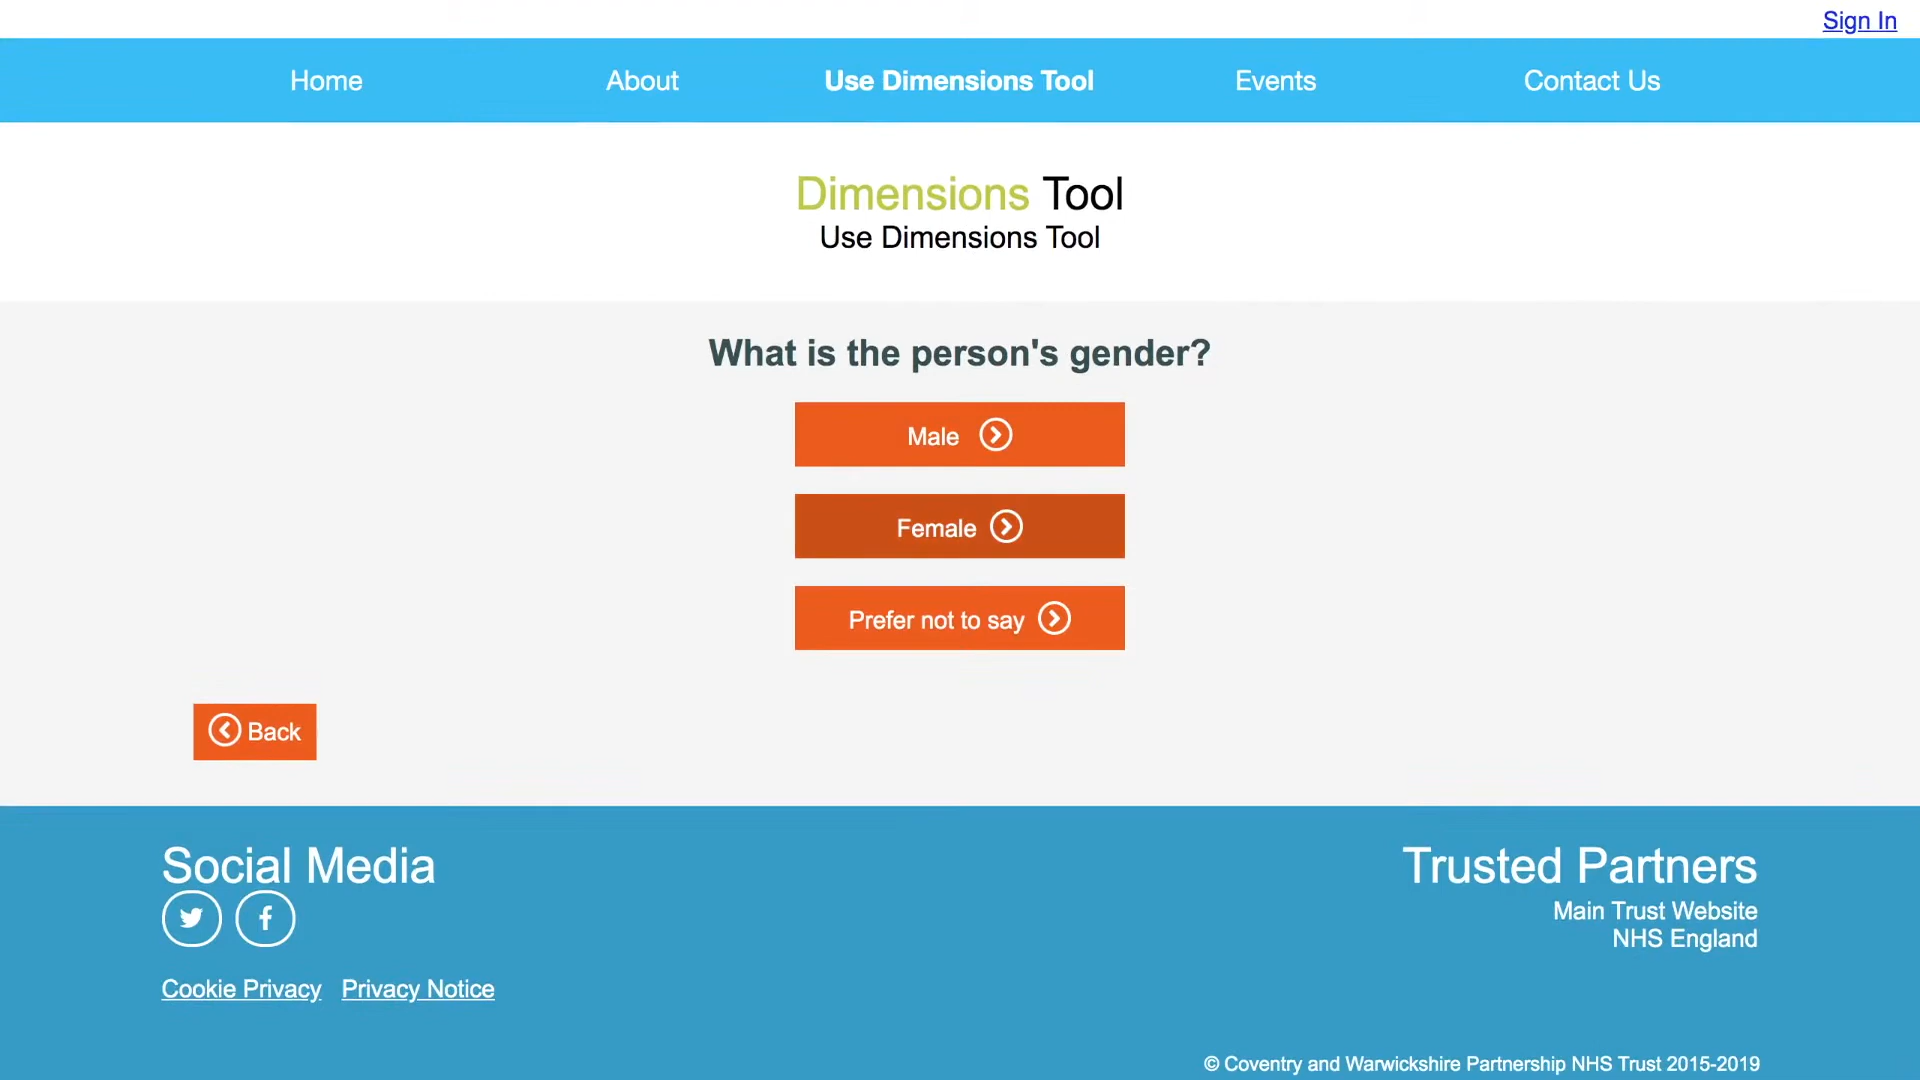 Sign In
Home About Use Dimensions Tool Events Contact Us
Dimensions Tool
Use Dimensions Tool
What is the person's gender?
Male
Female
Prefer not to say
Back
Social Media
Cookie Privacy Privacy Notice
Trusted Partners
Main Trust Website
NHS England
© Coventry and Warwickshire Partnership NHS Trust 2015-2019